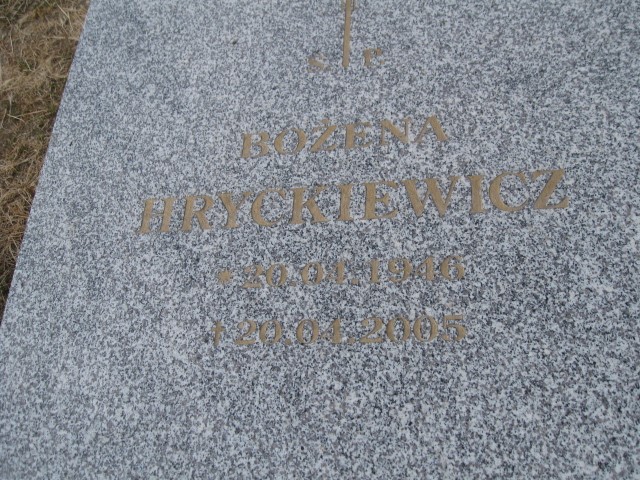 Ś. P.
BOŻENA
HRYCKIEWICZ
* 20.04.1946
† 20.04.2005